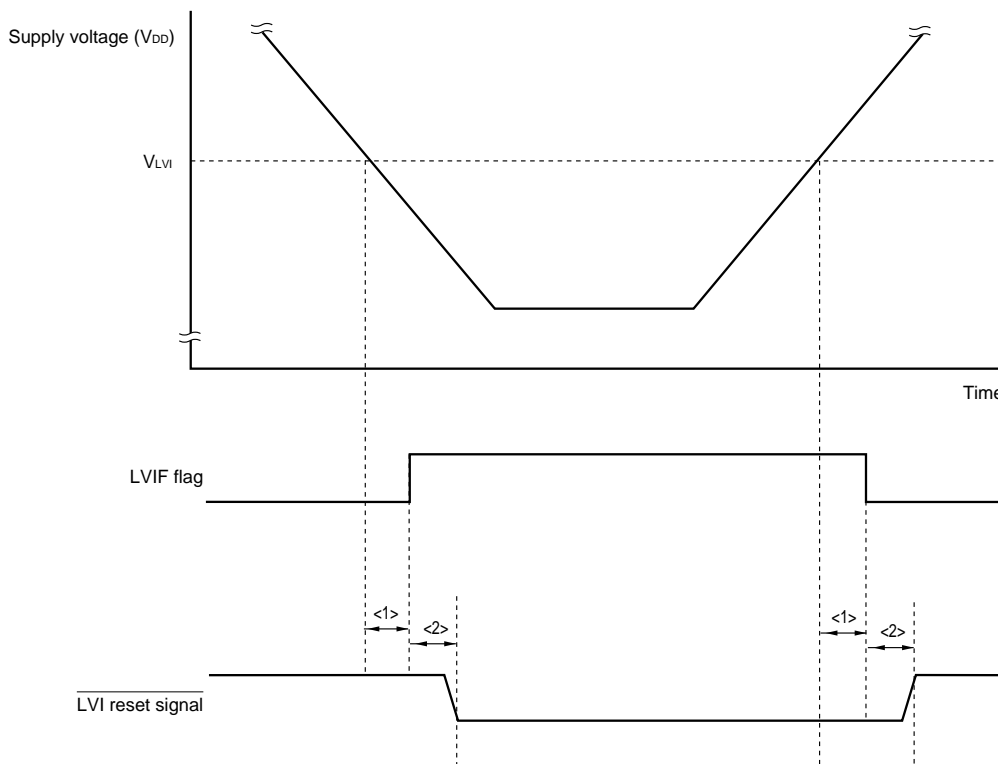 Supply voltage (VDD)
VLVI
Time
LVIF flag
<1>
<2>
<1>
<2>
LVI reset signal